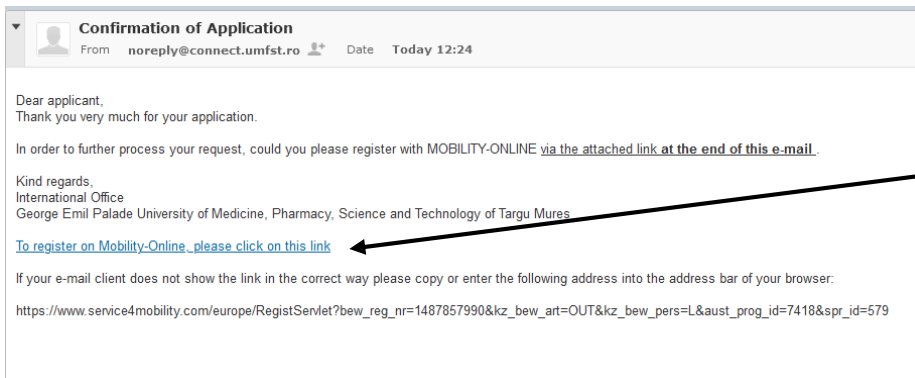 Confirmation of Application
From noreply@connect.umfst.ro Date Today 12:24
Dear applicant,
Thank you very much for your application.
In order to further process your request, could you please register with MOBILITY-ONLINE via the attached link at the end of this e-mail .
Kind regards,
International Office
George Emil Palade University of Medicine, Pharmacy, Science and Technology of Targu Mures
To register on Mobility-Online, please click on this link
If your e-mail client does not show the link in the correct way please copy or enter the following address into the address bar of your browser:
https://www.service4mobility.com/europe/RegistServlet?bew_reg_nr=1487857990&kz_bew_art=OUT&kz_bew_pers=L&aust_prog_id=7418&spr_id=579